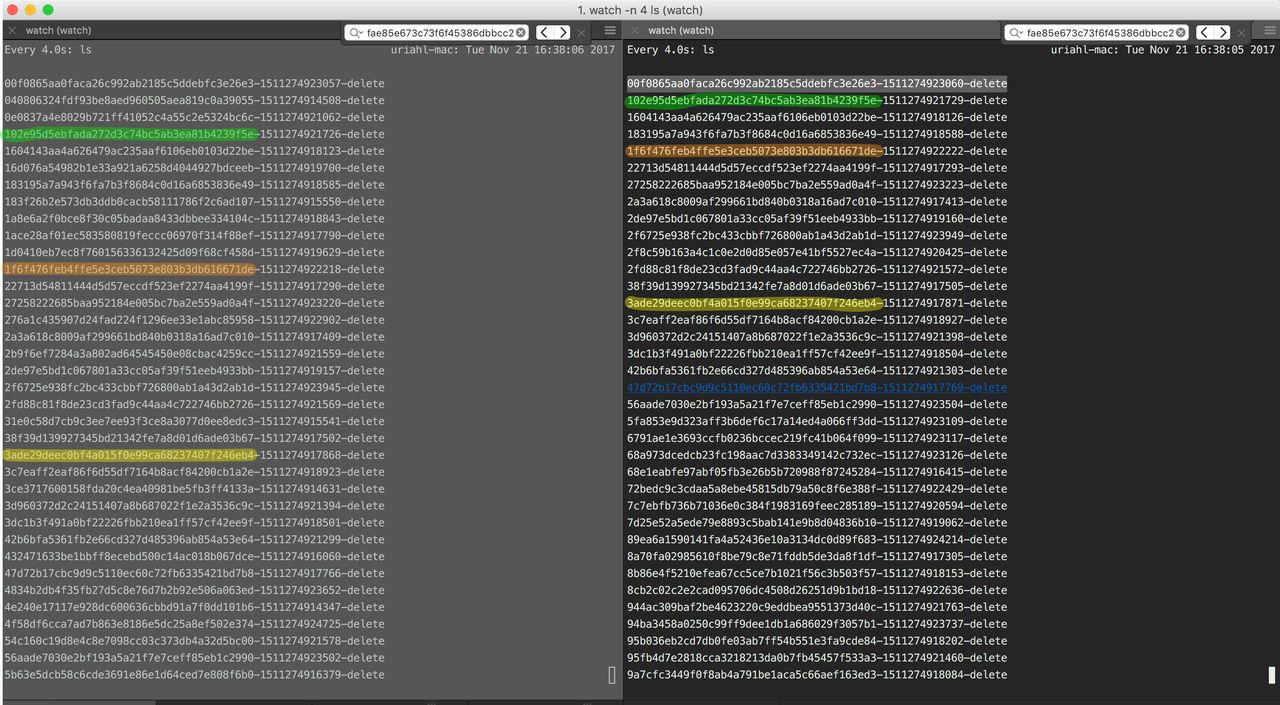 1. watch -n 4 ls (watch)
watch (watch)
fae85e673c73f6f45386dbbcc2
Every 4.0s: ls
uriahl-mac: Tue Nov 21 16:38:06 2017
00f0865aa0faca26c992ab2185c5ddebfc3e26e3-1511274923057-delete
040806324fdf93be8aed960505aea819c0a39055-1511274914508-delete
0e0837a4e8029b721ff41052c4a55c2e5324bc6c-1511274921062-delete
102e95d5ebfada272d3c74bc5ab3ea81b4239f5e-1511274921726-delete
1604143aa4a626479ac235aaf6106eb0103d22be-1511274918123-delete
16d076a54982b1e33a921a6258d4044927bdceeb-1511274919700-delete
183195a7a943f6fa7b3f8684c0d16a6853836e49-1511274918585-delete
183f26b2e573db3ddb0cacb58111786f2c6ad107-1511274915550-delete
1a8e6a2f0bce8f30c05badaa8433dbbee334104c-1511274918843-delete
1ace28af01ec583580819feccc06970f314f88ef-1511274917790-delete
1d0410eb7ec8f760156336132425d09f68cf458d-1511274919629-delete
1f6f476feb4ffe5e3ceb5073e803b3db616671de-1511274922218-delete
22713d54811444d5d57eccdf523ef2274aa4199f-1511274917290-delete
27258222685baa952184e005bc7ba2e559ad0a4f-1511274923220-delete
276a1c435907d24fad224f1296ee33e1abc85958-1511274922902-delete
2a3a618c8009af299661bd840b0318a16ad7c010-1511274917409-delete
2b9f6ef7284a3a802ad64545450e08cbac4259cc-1511274921559-delete
2de97e5bd1c067801a33cc05af39f51eeb4933bb-1511274919157-delete
2f6725e938fc2bc433cbbf726800ab1a43d2ab1d-1511274923945-delete
2fd88c81f8de23cd3fad9c44aa4c722746bb2726-1511274921569-delete
31e0c58d7cb9c3ee7ee93f3ce8a3077d0ee8edc3-1511274915541-delete
38f39d139927345bd21342fe7a8d01d6ade03b67-1511274917502-delete
3ade29deec0bf4a015f0e99ca68237407f246eb4-1511274917868-delete
3c7eaff2eaf86f6d55df7164b8acf84200cb1a2e-1511274918923-delete
3ce3717600158fda20c4ea40981be5fb3ff4133a-1511274914631-delete
3d960372d2c24151407a8b687022f1e2a3536c9c-1511274921394-delete
3dc1b3f491a0bf22226fbb210ea1ff57cf42ee9f-1511274918501-delete
42b6bfa5361fb2e66cd327d485396ab854a53e64-1511274921299-delete
432471633be1bbff8ecebd500c14ac018b067dce-1511274916060-delete
47d72b17cbc9d9c5110ec60c72fb6335421bd7b8-1511274917766-delete
4834b2db4f35fb27d5c8e76d7b2b92e506a063ed-1511274923652-delete
4e240e17117e928dc600636cbbd91a7f0dd101b6-1511274914347-delete
4f58df6cca7ad7b863e8186e5dc25a8ef502e374-1511274924725-delete
54c160c19d8e4c8e7098cc03c373db4a32d5bc00-1511274921578-delete
56aade7030e2bf193a5a21f7e7ceff85eb1c2990-1511274923502-delete
5b63e5dcb58c6cde3691e86e1d64ced7e808f6b0-1511274916379-delete
watch (watch)
fae85e673c73f6f45386dbbcc2
Every 4.0s: ls
uriahl-mac: Tue Nov 21 16:38:05 2017
00f0865aa0faca26c992ab2185c5ddebfc3e26e3-1511274923060-delete
102e95d5ebfada272d3c74bc5ab3ea81b4239f5e-1511274921729-delete
1604143aa4a626479ac235aaf6106eb0103d22be-1511274918126-delete
183195a7a943f6fa7b3f8684c0d16a6853836e49-1511274918588-delete
1f6f476feb4ffe5e3ceb5073e803b3db616671de-1511274922222-delete
22713d54811444d5d57eccdf523ef2274aa4199f-1511274917293-delete
27258222685baa952184e005bc7ba2e559ad0a4f-1511274923223-delete
2a3a618c8009af299661bd840b0318a16ad7c010-1511274917413-delete
2de97e5bd1c067801a33cc05af39f51eeb4933bb-1511274919160-delete
2f6725e938fc2bc433cbbf726800ab1a43d2ab1d-1511274923949-delete
2f8c59b163a4c1c0e2d0d85e057e41bf5527ec4a-1511274920425-delete
2fd88c81f8de23cd3fad9c44aa4c722746bb2726-1511274921572-delete
38f39d139927345bd21342fe7a8d01d6ade03b67-1511274917505-delete
3ade29deec0bf4a015f0e99ca68237407f246eb4-1511274917871-delete
3c7eaff2eaf86f6d55df7164b8acf84200cb1a2e-1511274918927-delete
3d960372d2c24151407a8b687022f1e2a3536c9c-1511274921398-delete
3dc1b3f491a0bf22226fbb210ea1ff57cf42ee9f-1511274918504-delete
42b6bfa5361fb2e66cd327d485396ab854a53e64-1511274921303-delete
47d72b17cbc9d9c5110ec60c72fb6335421bd7b8-1511274917769-delete
56aade7030e2bf193a5a21f7e7ceff85eb1c2990-1511274923504-delete
5fa853e9d323aff3b6def6c17a14ed4a066ff3dd-1511274923109-delete
6791ae1e3693ccfb0236bccec219fc41b064f099-1511274923117-delete
68a973dcedcb23fc198aac7d3383349142c732ec-1511274923126-delete
68e1eabfe97abf05fb3e26b5b720988f87245284-1511274916415-delete
72bedc9c3cdaa5a8ebe45815db79a50c8f6e388f-1511274922429-delete
7c7ebfb736b71036e0c384f1983169feec285189-1511274920594-delete
7d25e52a5ede79e8893c5bab141e9b8d04836b10-1511274919062-delete
89ea6a1590141fa4a52436e10a3134dc0d89f683-1511274924214-delete
8a70fa02985610f8be79c8e71fddb5de3da8f1df-1511274917305-delete
8b86e4f5210efea67cc5ce7b1021f56c3b503f57-1511274918153-delete
8cb2c02c2e2cad095706dc4508d26251d9b1bd18-1511274922636-delete
944ac309baf2be4623220c9eddbea9551373d40c-1511274921763-delete
94ba3458a0250c99ff9dee1db1a686029f3057b1-1511274923737-delete
95b036eb2cd7db0fe03ab7ff54b551e3fa9cde84-1511274918202-delete
95fb4d7e2818cca3218213da0b7fb45457f533a3-1511274921460-delete
9a7cfc3449f0f8ab4a791be1aca5c66aef163ed3-1511274918084-delete